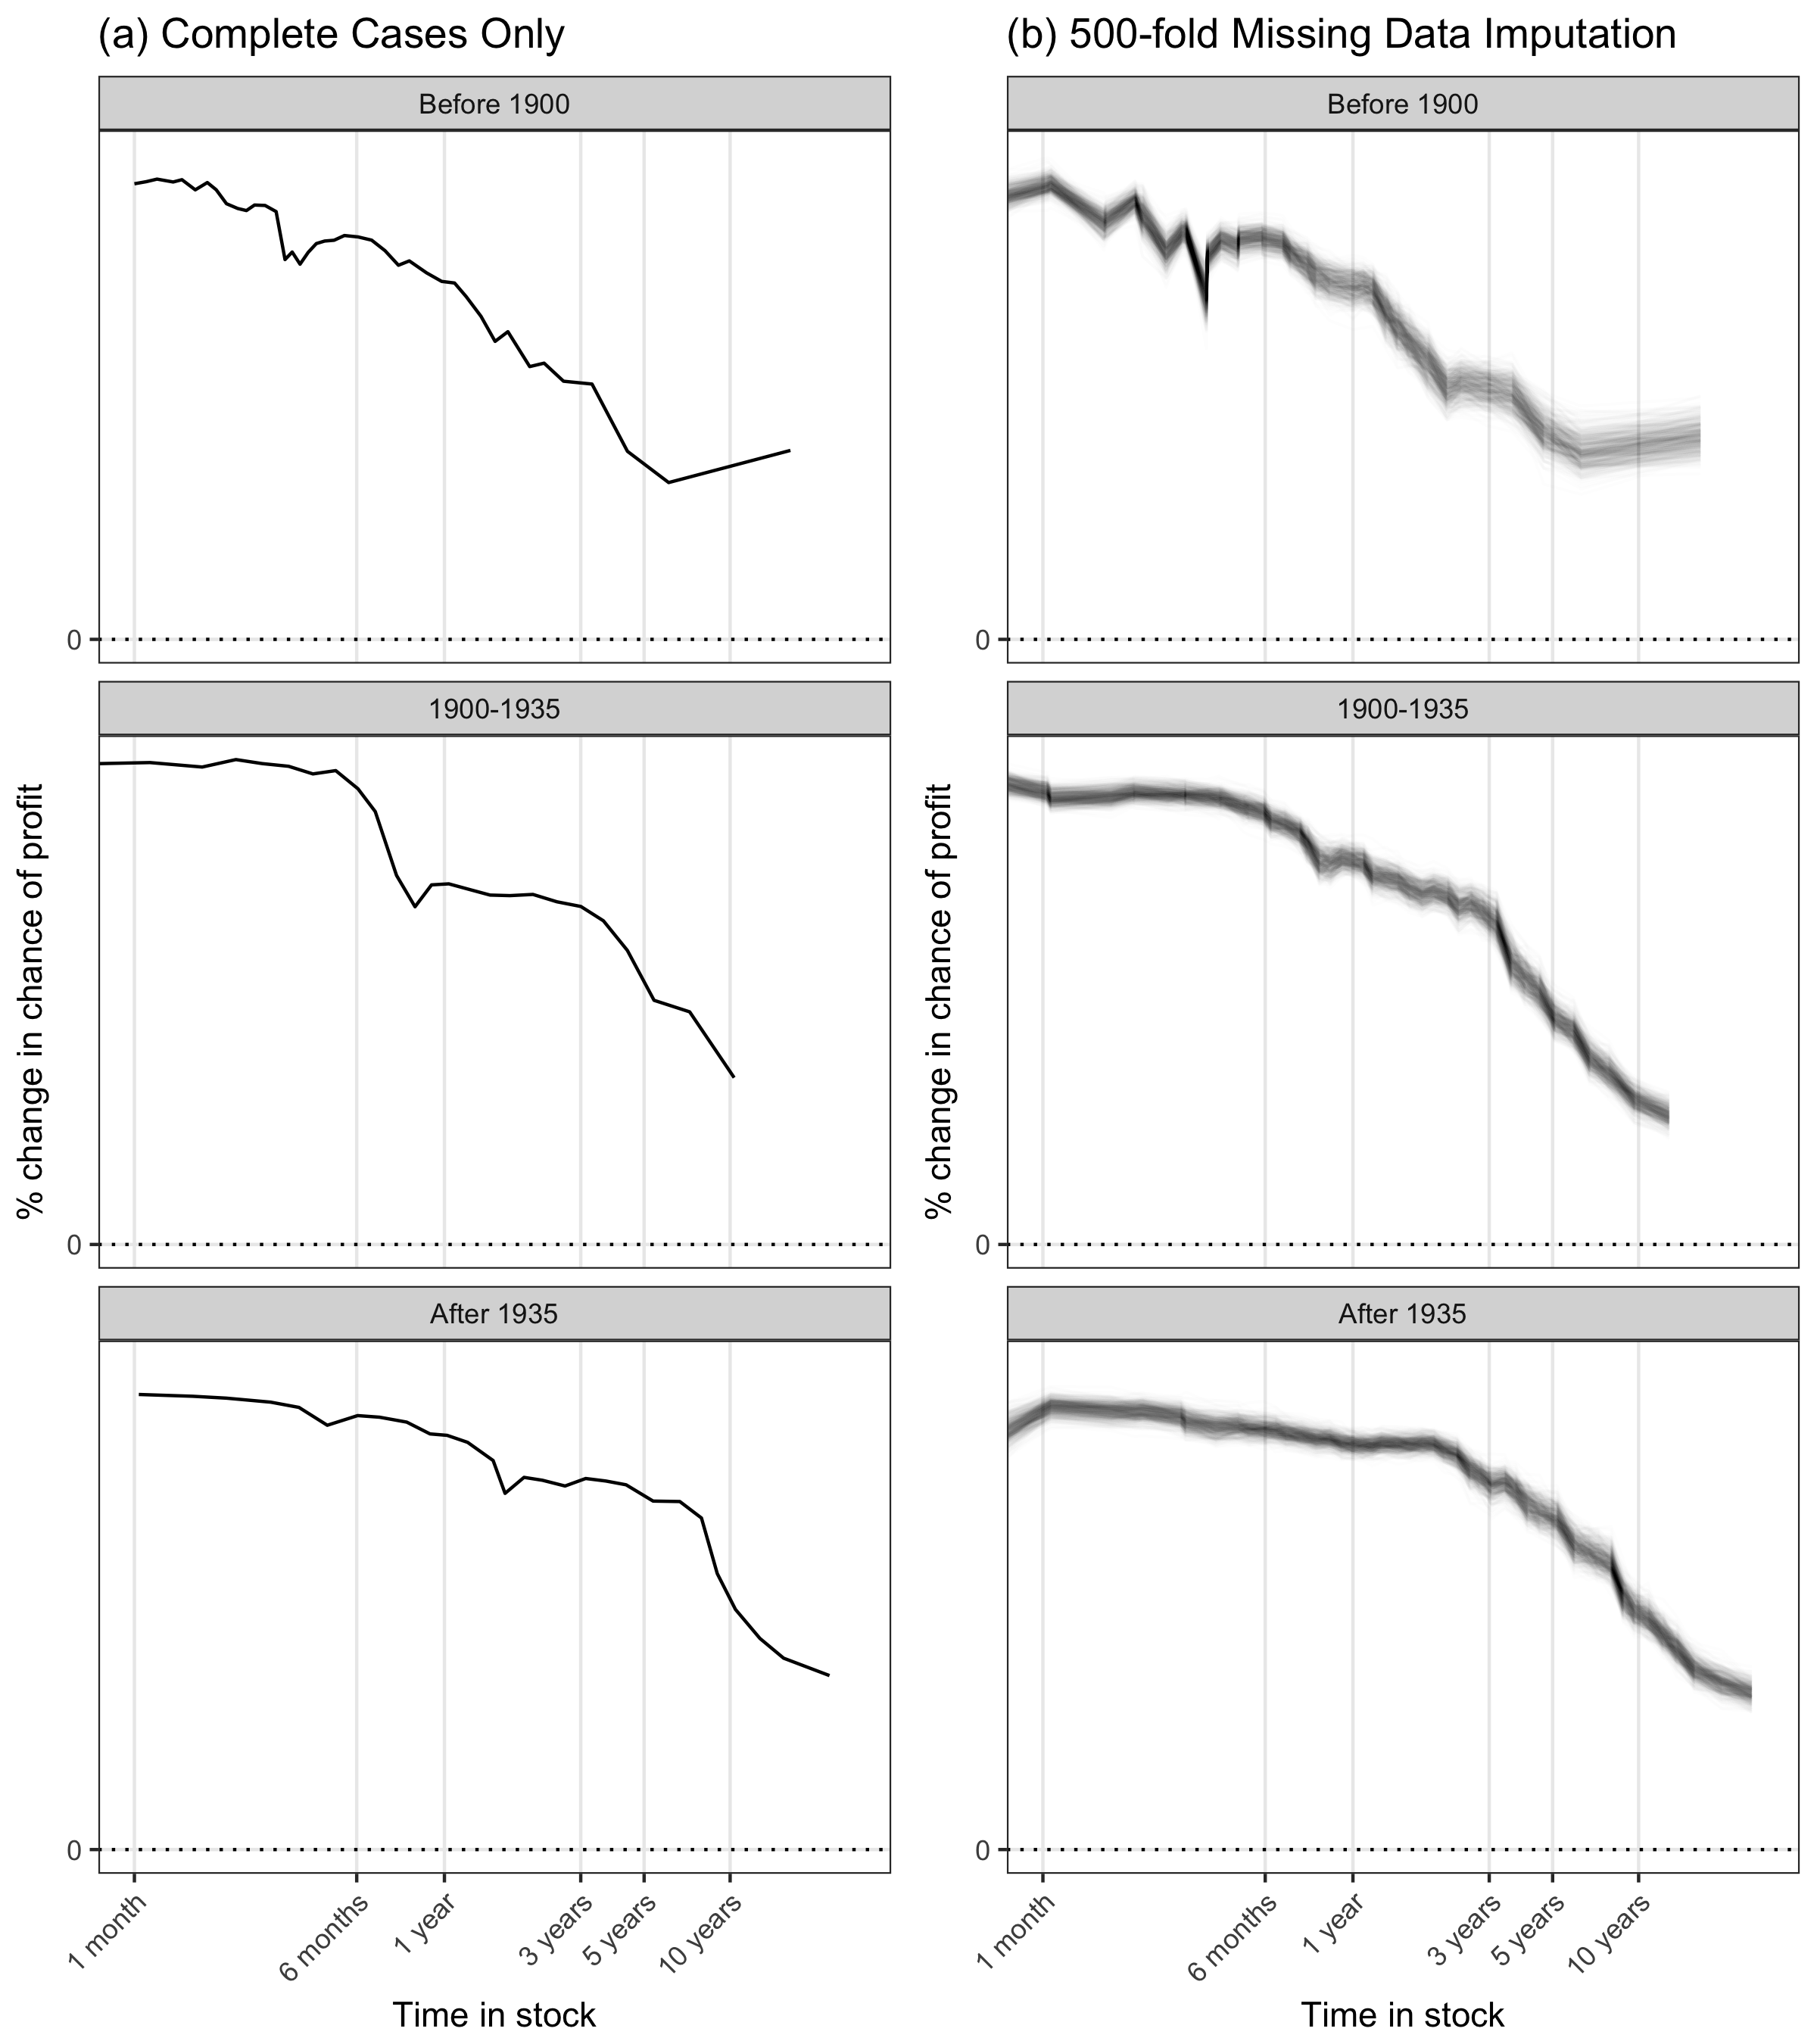 (a) Complete Cases Only
Before 1900
0
1900-1935
0
After 1935
0
% change in chance of profit
1 month
6 months
1 year
3 years
5 years
10 years
Time in stock
(b) 500-fold Missing Data Imputation
Before 1900
0
1900-1935
0
After 1935
0
% change in chance of profit
1 month
6 months
1 year
3 years
5 years
10 years
Time in stock